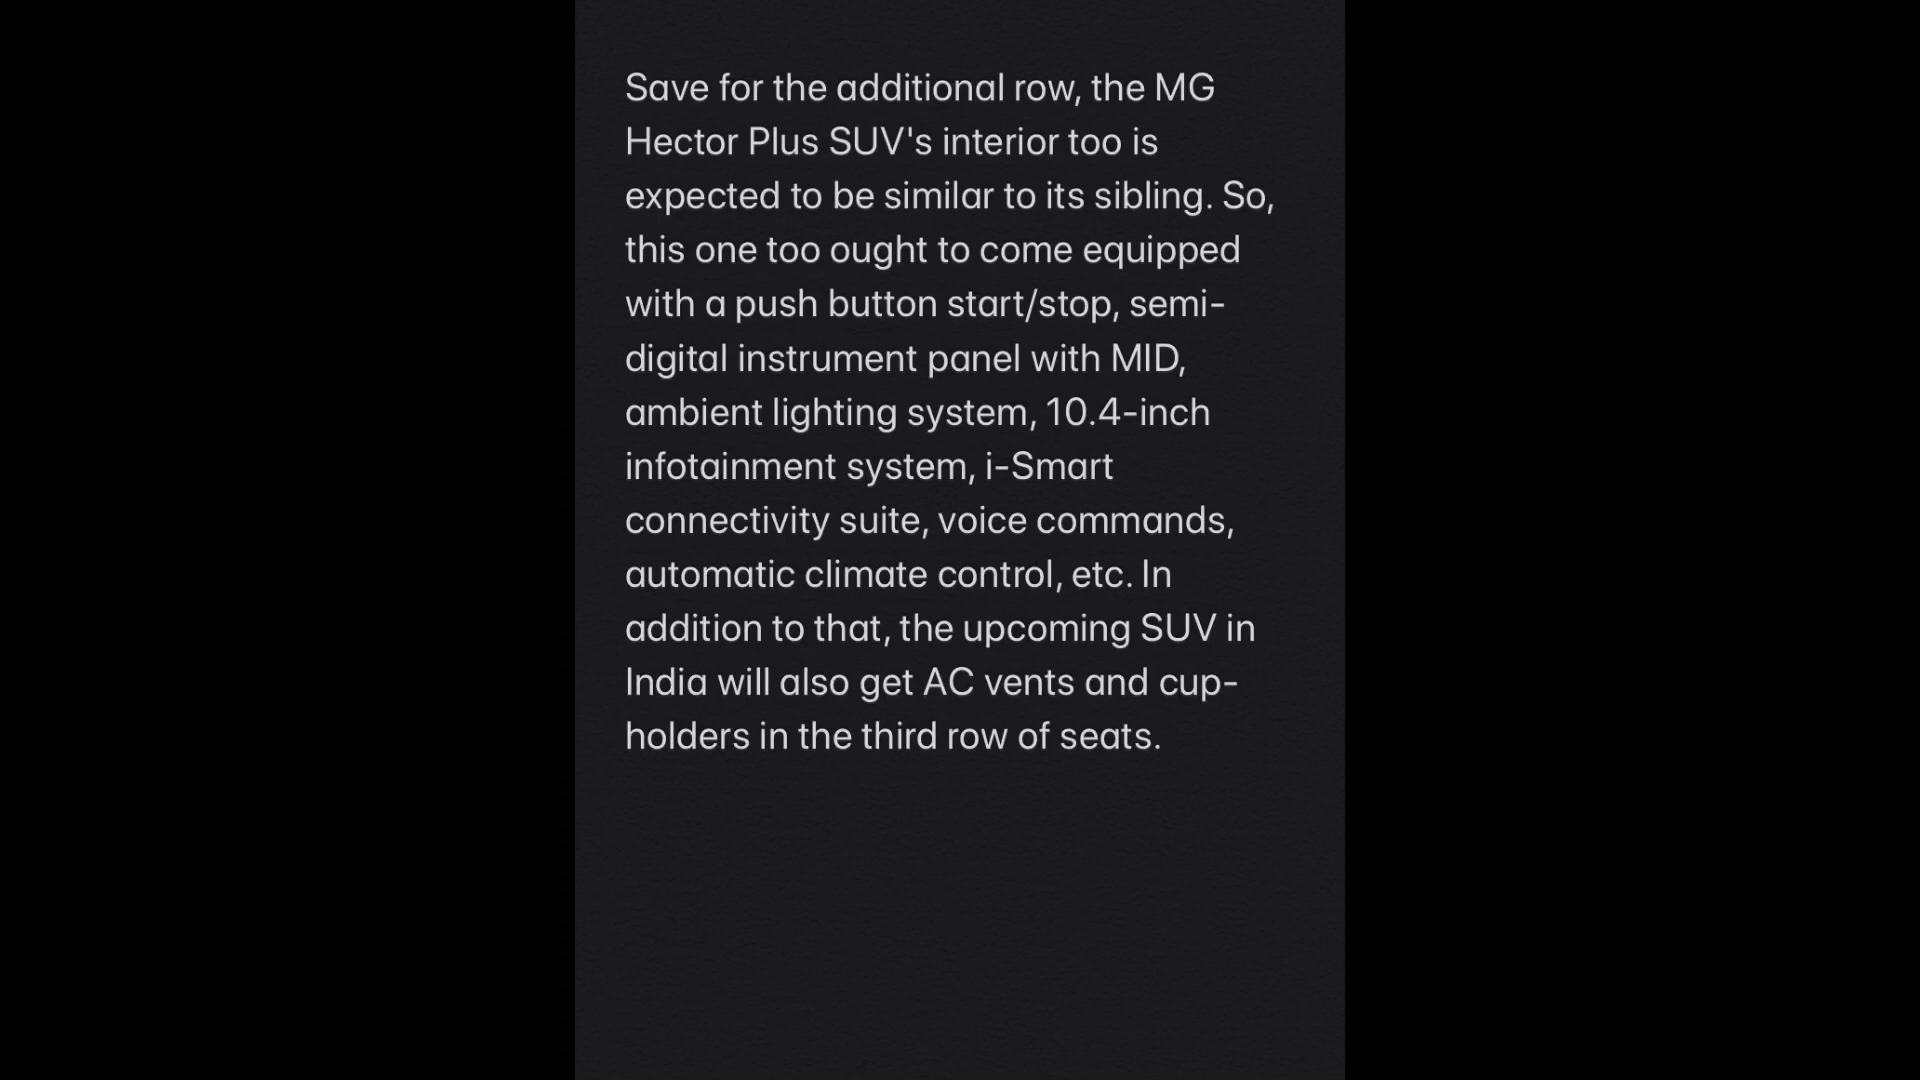 Save for the additional row, the MG
Hector Plus SUV's interior too is
expected to be similar to its sibling. So,
this one too ought to come equipped
with a push button start/stop, semi-
digital instrument panel with MID,
ambient lighting system, 10.4-inch
infotainment system, i-Smart
connectivity suite, voice commands,
automatic climate control, etc. In
addition to that, the upcoming SUV in
India will also get AC vents and cup-
holders in the third row of seats.